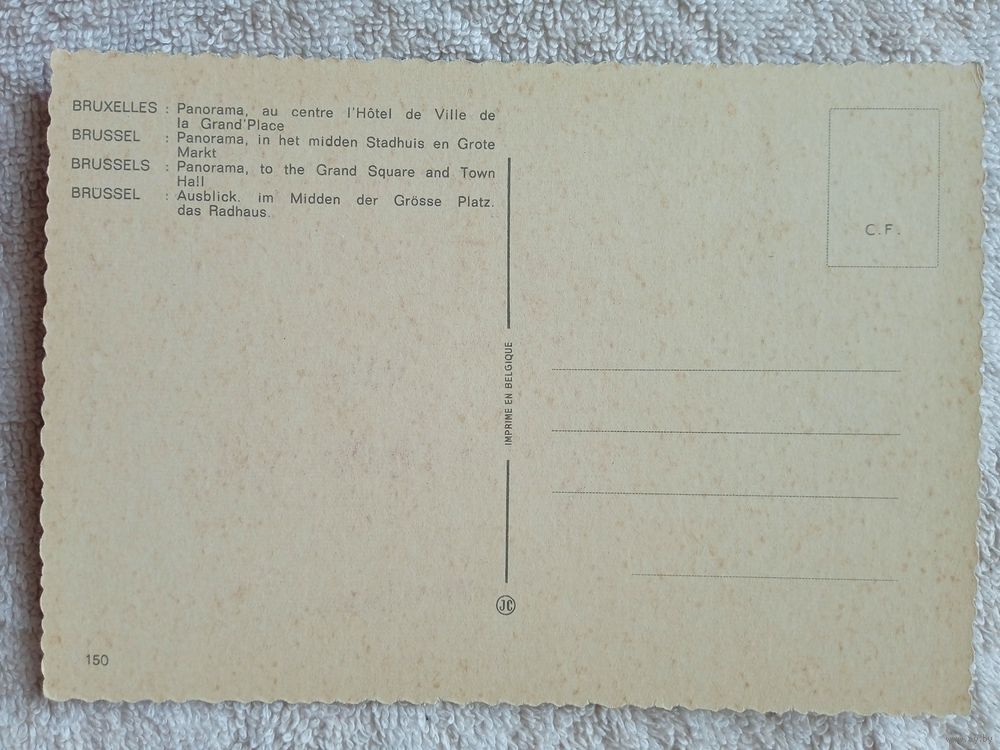 BRUXELLES : Panorama, au centre l'Hôtel de Ville de
la Grand'Place
BRUSSEL : Panorama, in het midden Stadhuis en Grote
Markt
BRUSSELS : Panorama, to the Grand Square and Town
Hall
BRÜSSEL : Ausblick. im Midden der Grösse Platz.
das Radhaus.
C.F.
IMPRIME EN BELGIQUE
JC
150